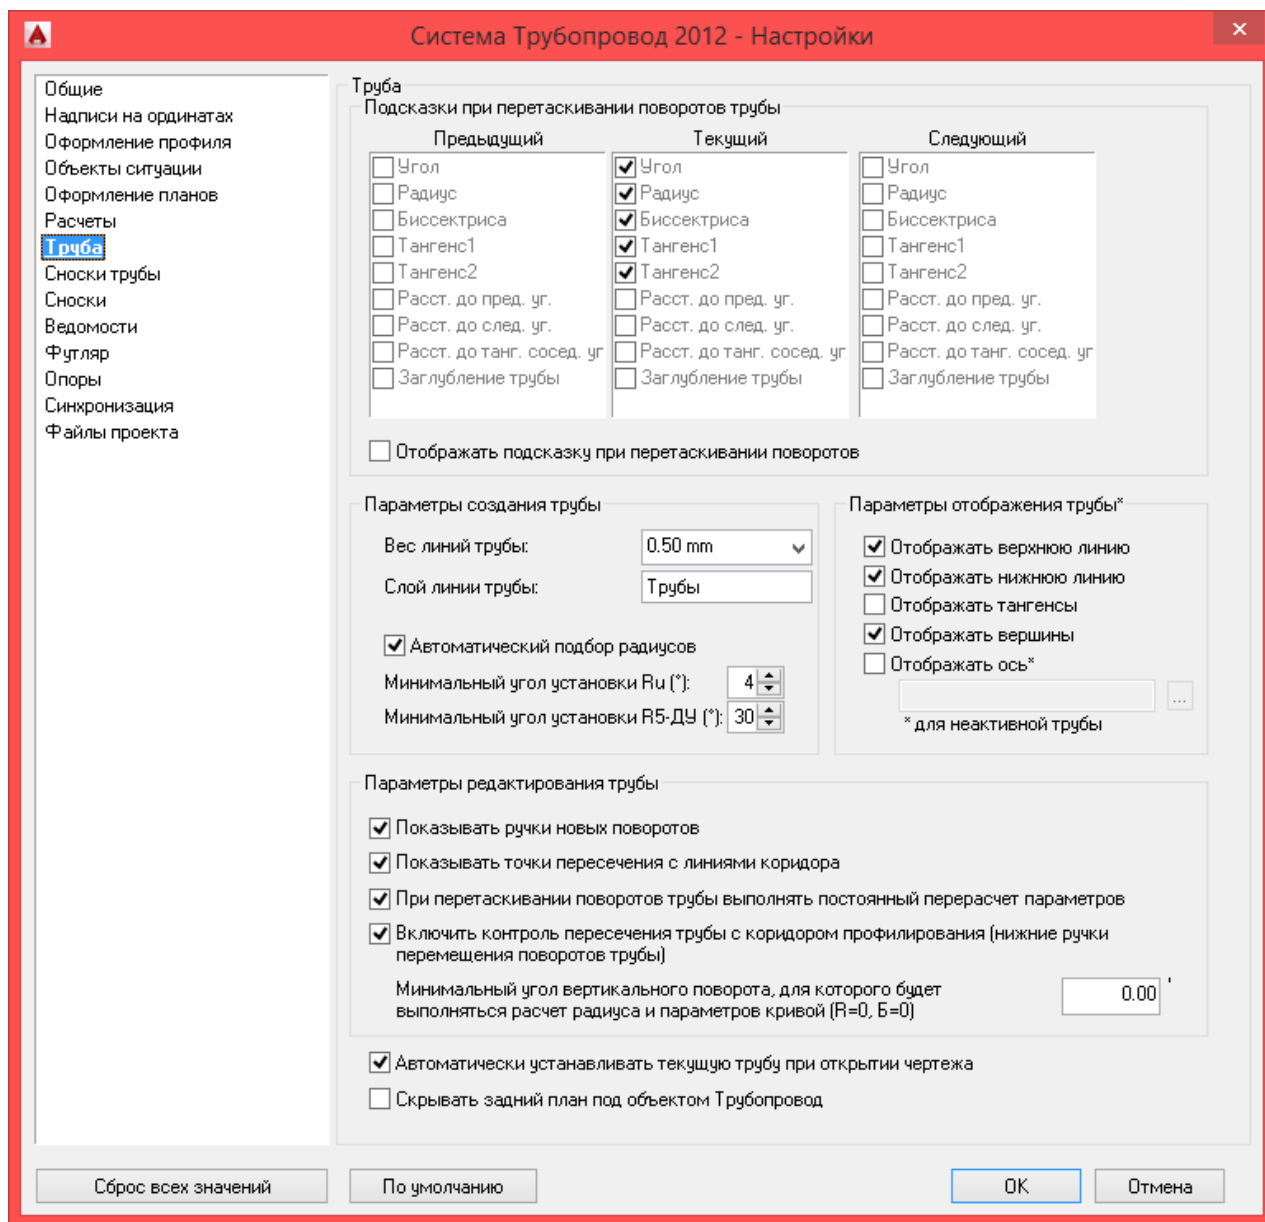 Система Трубопровод 2012 - Настройки
Общие
Надписи на ординатах
Оформление профиля
Объекты ситуации
Оформление планов
Расчеты
Труба
Сноски трубы
Сноски
Ведомости
Футляр
Опоры
Синхронизация
Файлы проекта
Труба
Подсказки при перетаскивании поворотов трубы
Предыдущий
Угол
Радиус
Биссектриса
Тангенс1
Тангенс2
Расст. до пред. уг.
Расст. до след. уг.
Расст. до танг. сосед. уг
Заглубление трубы
Текущий
Угол
Радиус
Биссектриса
Тангенс1
Тангенс2
Расст. до пред. уг.
Расст. до след. уг.
Расст. до танг. сосед. уг
Заглубление трубы
Следующий
Угол
Радиус
Биссектриса
Тангенс1
Тангенс2
Расст. до пред. уг.
Расст. до след. уг.
Расст. до танг. сосед. уг
Заглубление трубы
Отображать подсказку при перетаскивании поворотов
Параметры создания трубы
Вес линий трубы: 0.50 mm
Слой линии трубы: Трубы
Автоматический подбор радиусов
Минимальный угол установки Ru (°): 4
Минимальный угол установки R5-ДУ (°): 30
Параметры отображения трубы*
Отображать верхнюю линию
Отображать нижнюю линию
Отображать тангенсы
Отображать вершины
Отображать ось*
...
* для неактивной трубы
Параметры редактирования трубы
Показывать ручки новых поворотов
Показывать точки пересечения с линиями коридора
При перетаскивании поворотов трубы выполнять постоянный перерасчет параметров
Включить контроль пересечения трубы с коридором профилирования (нижние ручки
перемещения поворотов трубы)
Минимальный угол вертикального поворота, для которого будет
выполняться расчет радиуса и параметров кривой (R=0, Б=0)
0.00 '
Автоматически устанавливать текущую трубу при открытии чертежа
Скрывать задний план под объектом Трубопровод
Сброс всех значений
По умолчанию
OK
Отмена